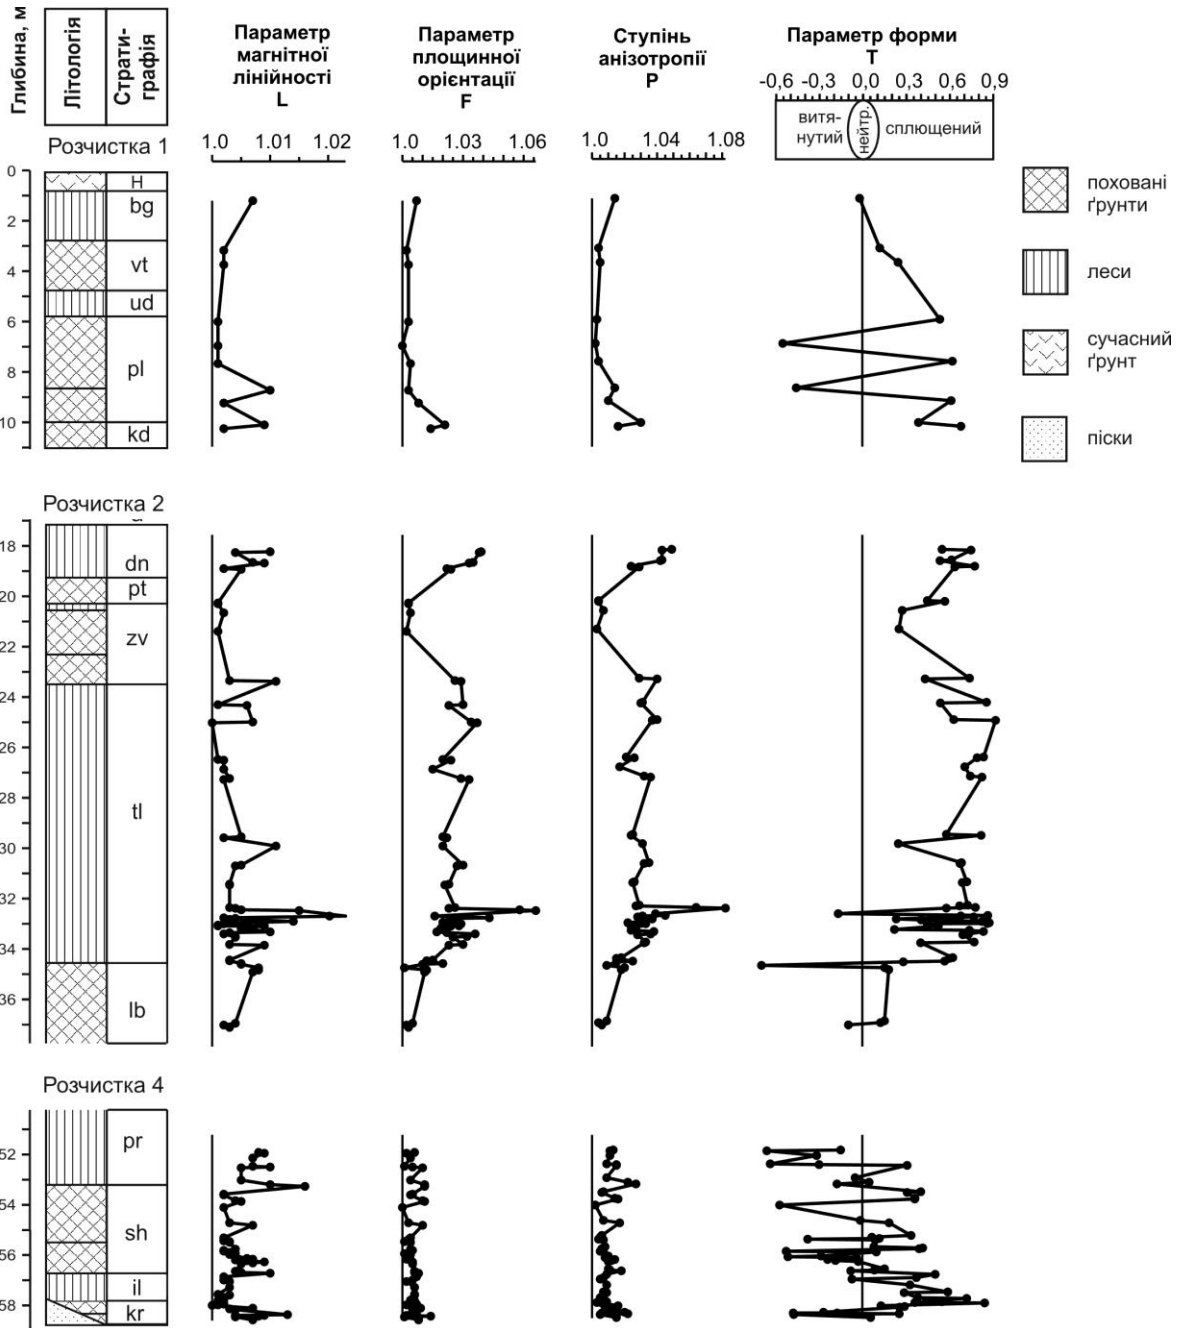 Глибина, м
Літологія
Страти-
графія
Параметр
магнітної
лінійності
L
Параметр
площинної
орієнтації
F
Ступінь
анізотропії
P
Параметр форми
T
-0,6 -0,3 0,0 0,3 0,6 0,9
витя-
нутий
нейтр.
сплющений
1.0 1.01 1.02
1.0 1.03 1.06
1.0 1.04 1.08
Розчистка 1
0
2
4
6
8
10
H
bg
vt
ud
pl
kd
поховані
ґрунти
леси
сучасний
ґрунт
піски
Розчистка 2
18
20
22
24
26
28
30
32
34
36
dn
pt
zv
tl
lb
Розчистка 4
52
54
56
58
pr
sh
il
kr